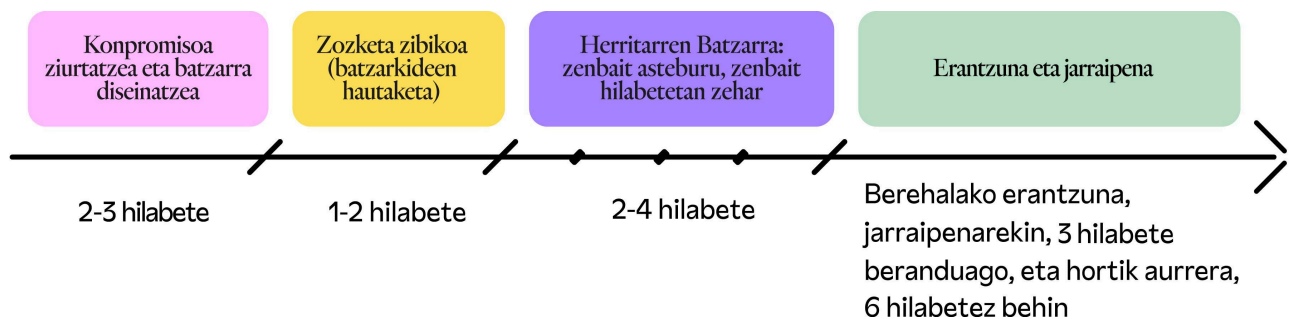 Konpromisoa
ziurtatzea eta batzarra
diseinatzea
Zozketa zibikoa
(batzarkideen
hautaketa)
Herritarren Batzarra:
zenbait asteburu, zenbait
hilabetetan zehar
Erantzuna eta jarraipena
2-3 hilabete
1-2 hilabete
2-4 hilabete
Berehalako erantzuna,
jarraipenarekin, 3 hilabete
beranduago, eta hortik aurrera,
6 hilabetez behin